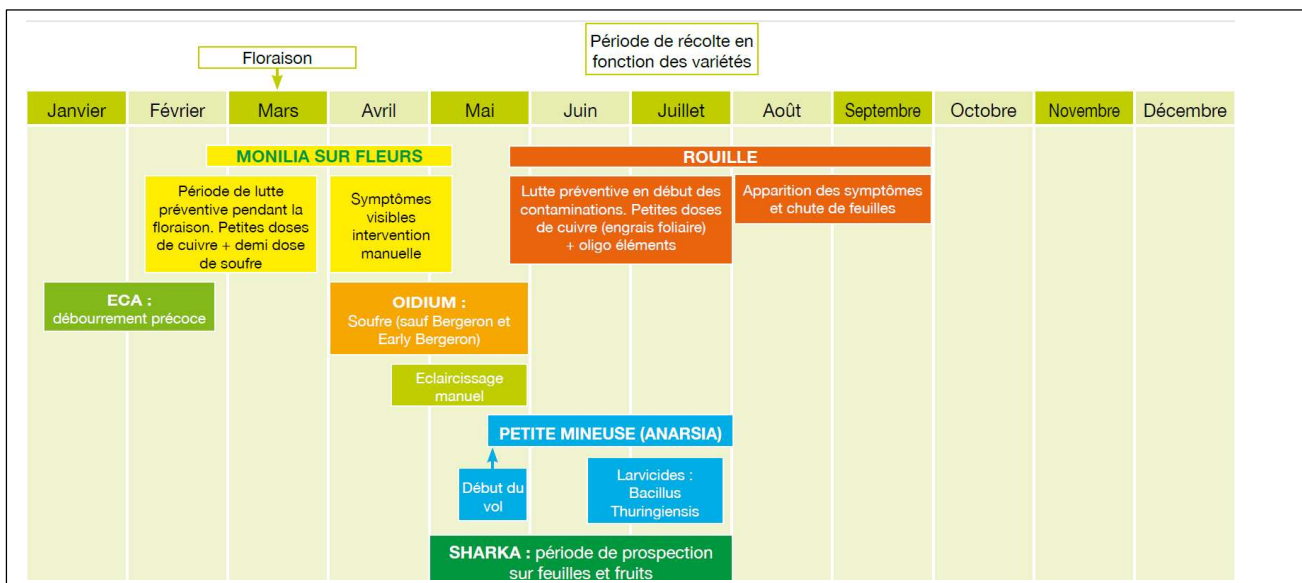 Floraison
Période de récolte en
fonction des variétés
Janvier Février Mars Avril Mai Juin Juillet Août Septembre Octobre Novembre Décembre
MONILIA SUR FLEURS
ROUILLE
Période de lutte
préventive pendant la
floraison. Petites doses
de cuivre + demi dose
de soufre
Symptômes
visibles
intervention
manuelle
Lutte préventive en début des
contaminations. Petites doses
de cuivre (engrais foliaire)
+ oligo éléments
Apparition des symptômes
et chute de feuilles
ECA :
débourrement précoce
OIDIUM :
Soufre (sauf Bergeron et
Early Bergeron)
Eclaircissage
manuel
PETITE MINEUSE (ANARSIA)
Début du
vol
Larvicides :
Bacillus
Thuringiensis
SHARKA : période de prospection
sur feuilles et fruits